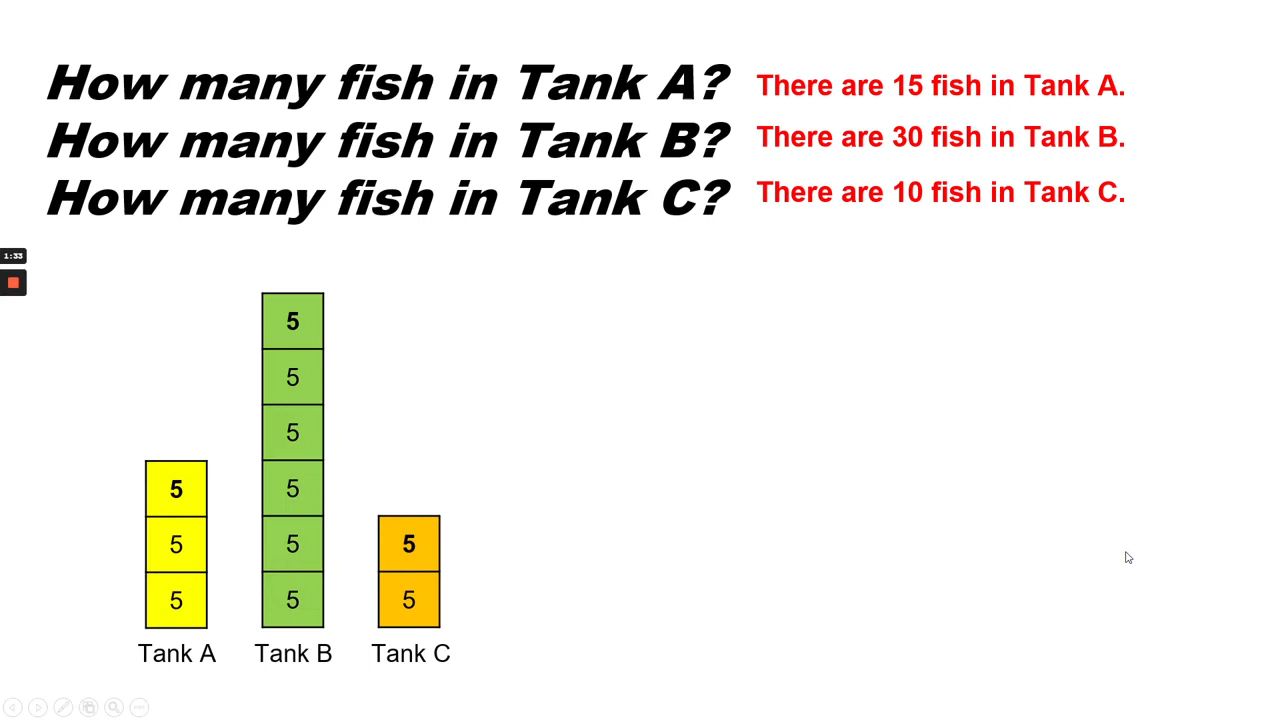 How many fish in Tank A? There are 15 fish in Tank A.
How many fish in Tank B? There are 30 fish in Tank B.
How many fish in Tank C? There are 10 fish in Tank C.
1:33
5
5
5
5 5
5 5 5
5 5 5
Tank A Tank B Tank C